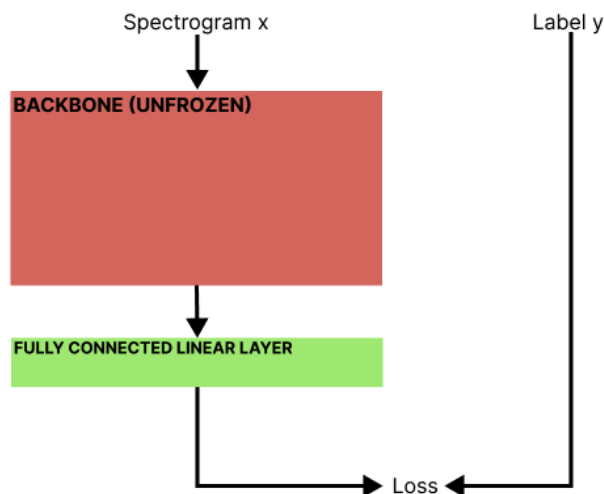 Spectrogram x
Label y
BACKBONE (UNFROZEN)
FULLY CONNECTED LINEAR LAYER
Loss